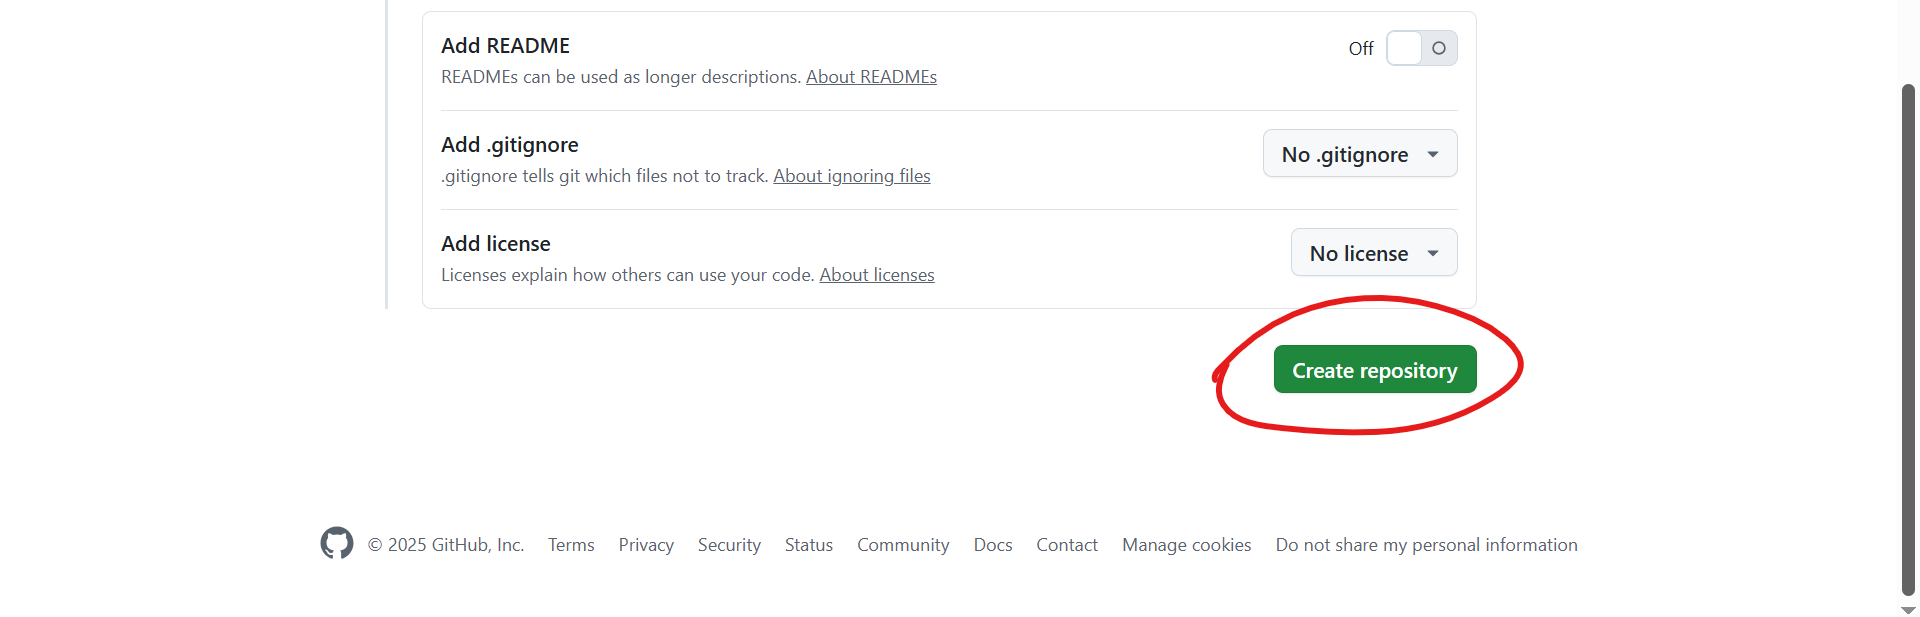 Add README
Off
READMEs can be used as longer descriptions. About READMEs
Add .gitignore
No .gitignore
.gitignore tells git which files not to track. About ignoring files
Add license
No license
Licenses explain how others can use your code. About licenses
Create repository
© 2025 GitHub, Inc. Terms Privacy Security Status Community Docs Contact Manage cookies Do not share my personal information